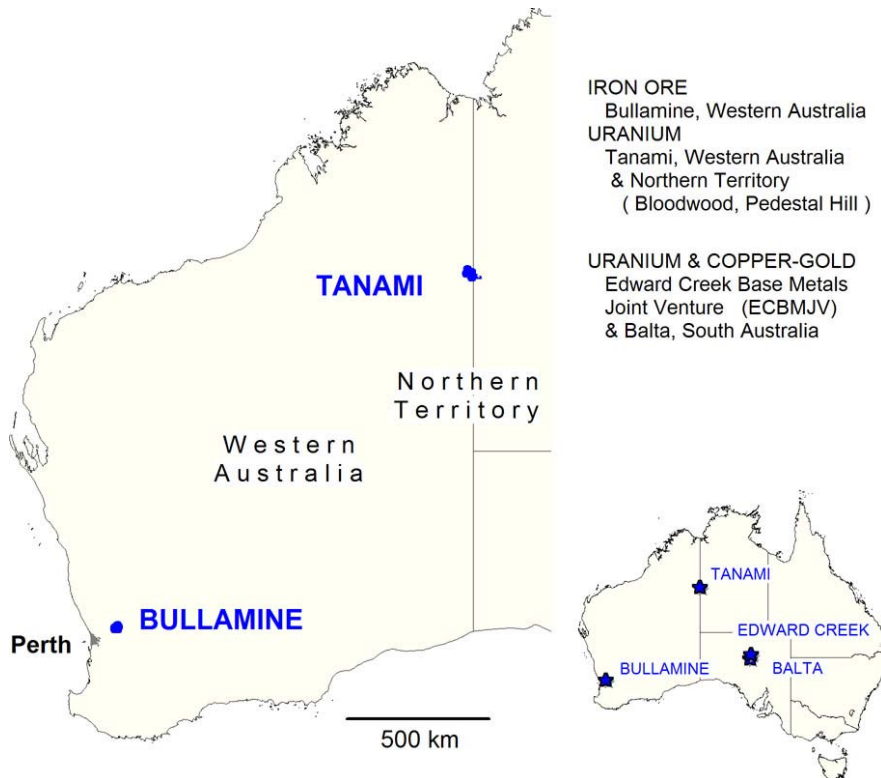 IRON ORE
Bullamine, Western Australia
URANIUM
Tanami, Western Australia
& Northern Territory
( Bloodwood, Pedestal Hill )
URANIUM & COPPER-GOLD
Edward Creek Base Metals
Joint Venture (ECBMJV)
& Balta, South Australia
TANAMI
Northern
Territory
Western
Australia
BULLAMINE
Perth
500 km
TANAMI
EDWARD CREEK
BULLAMINE
BALTA